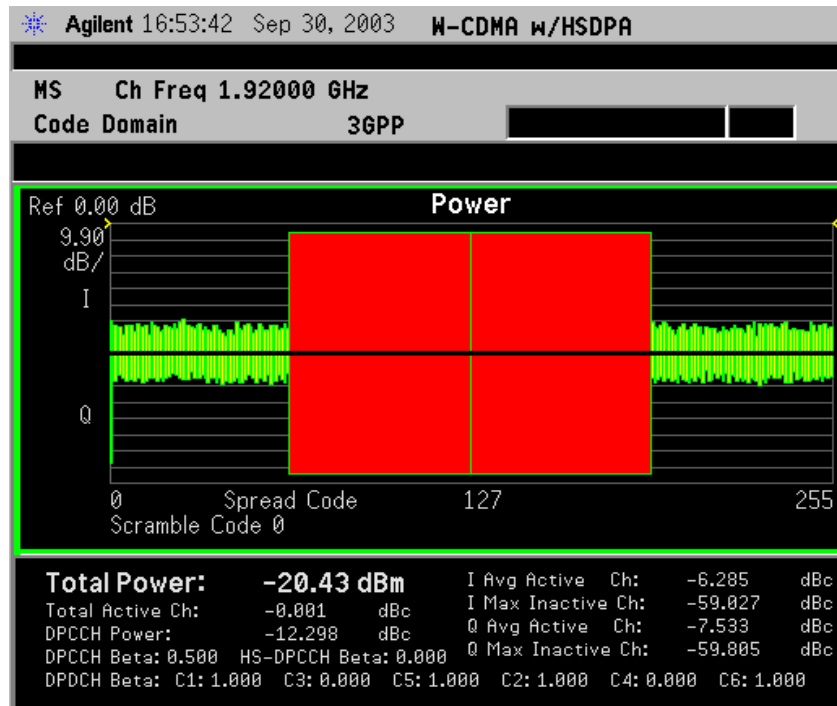 Agilent 16:53:42 Sep 30, 2003 W-CDMA w/HSDPA
MS Ch Freq 1.92000 GHz
Code Domain 3GPP
Ref 0.00 dB Power
9.90
dB/
I
Q
0 Spread Code 127 255
Scramble Code 0
Total Power: -20.43 dBm
Total Active Ch: -0.001 dBc
DPCCH Power: -12.298 dBc
DPCCH Beta: 0.500 HS-DPCCH Beta: 0.000
I Avg Active Ch: -6.285 dBc
I Max Inactive Ch: -59.027 dBc
Q Avg Active Ch: -7.533 dBc
Q Max Inactive Ch: -59.805 dBc
DPDCH Beta: C1: 1.000 C3: 0.000 C5: 1.000 C2: 1.000 C4: 0.000 C6: 1.000